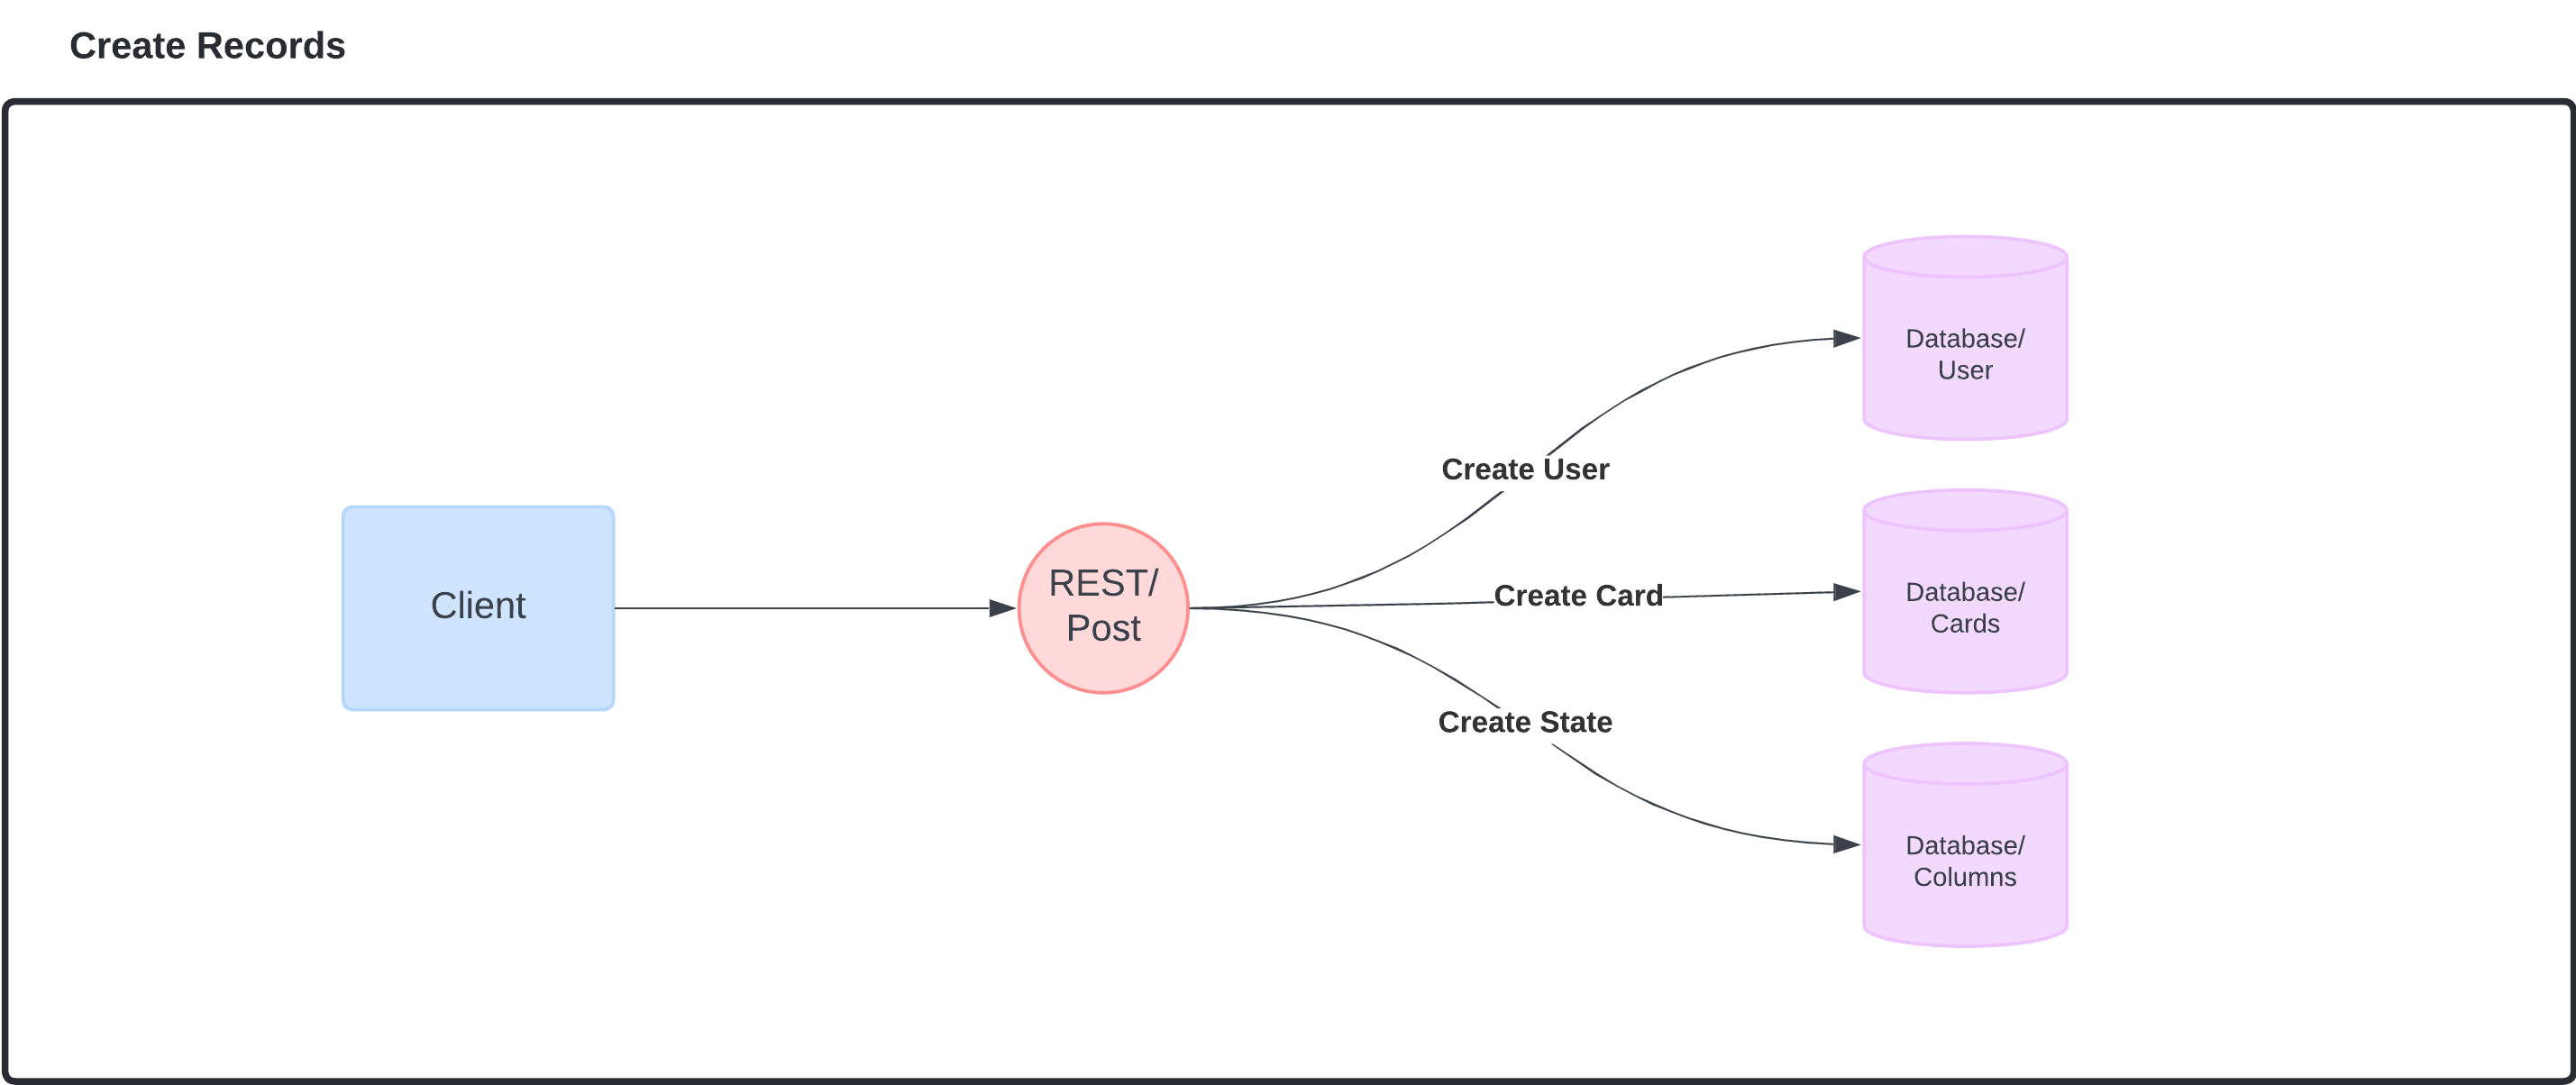 Create Records
Client
REST/
Post
Create User
Create Card
Create State
Database/
User
Database/
Cards
Database/
Columns